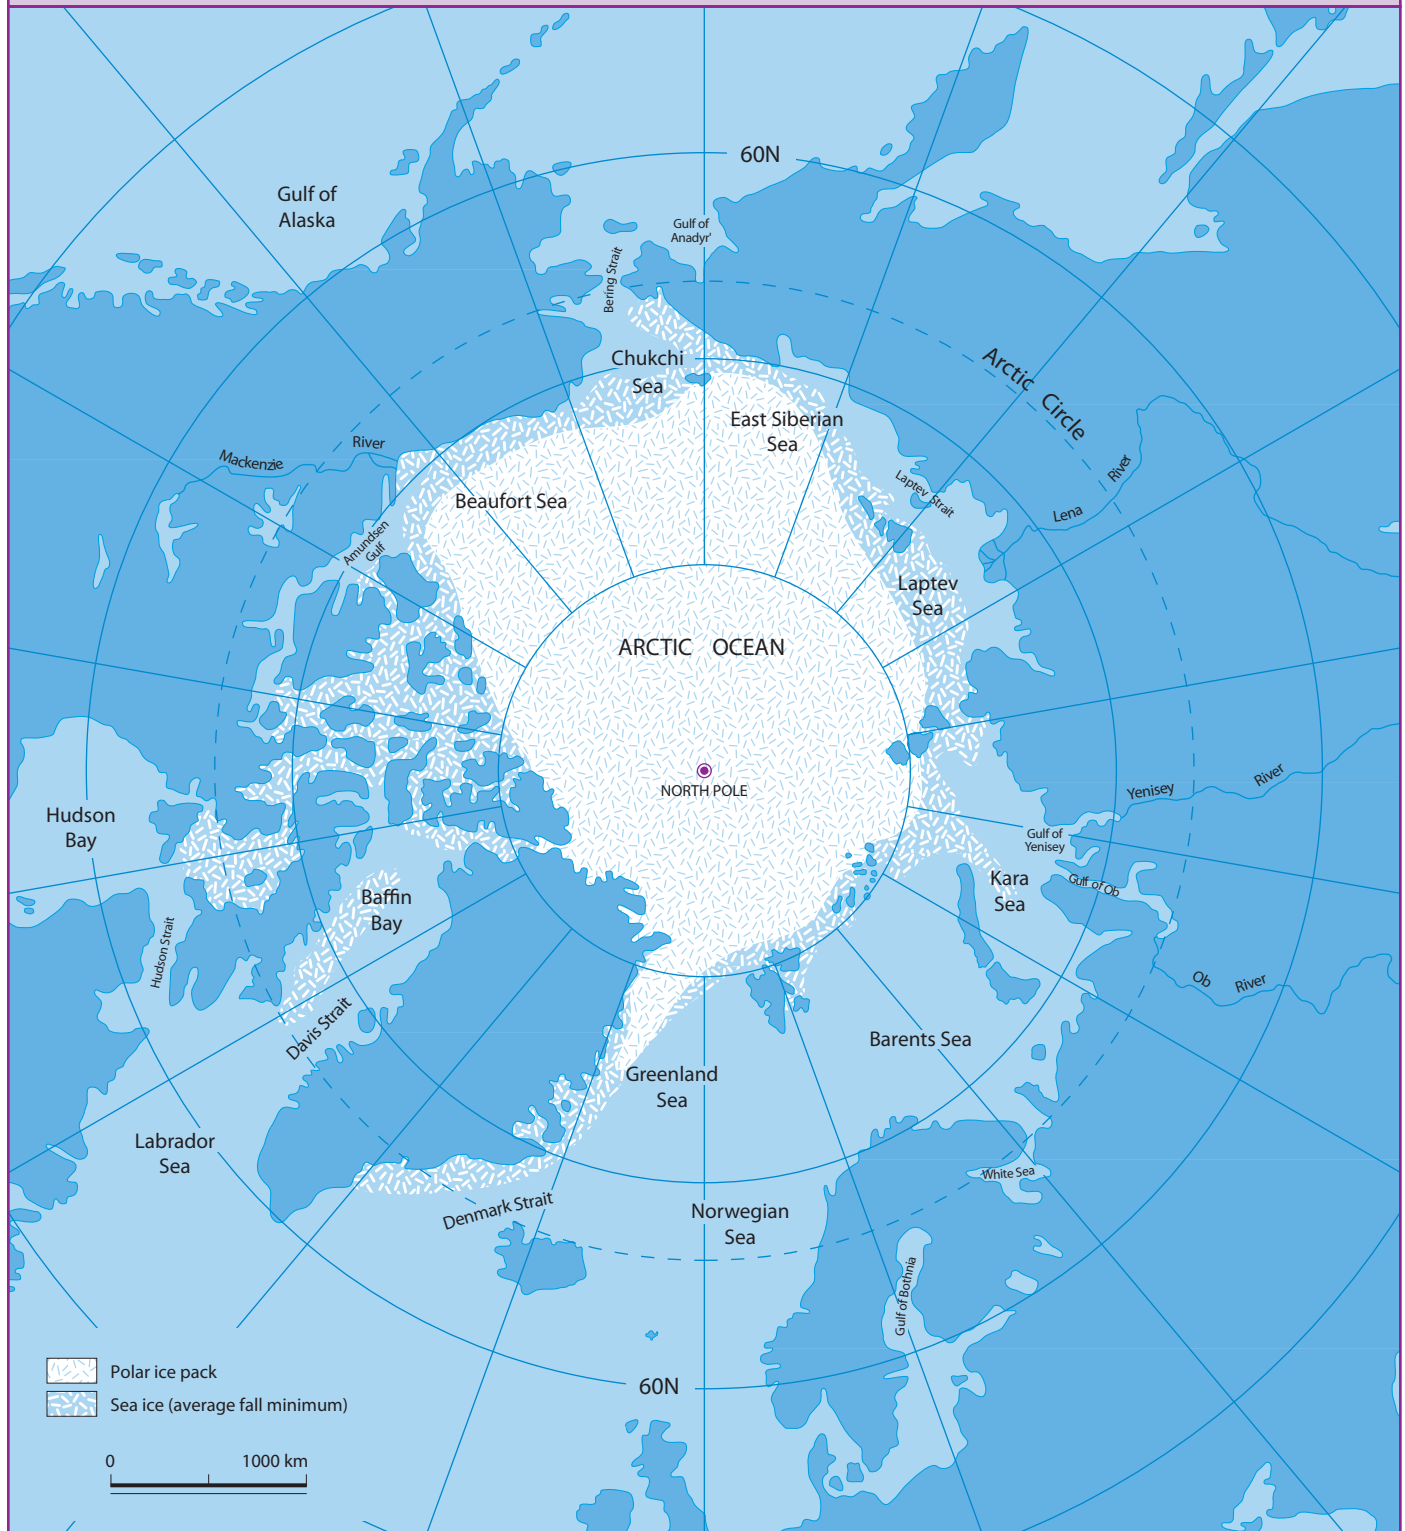 60N
Gulf of
Alaska
Gulf of
Anadyr'
Bering Strait
Chukchi
Sea
Arctic Circle
East Siberian
Sea
Mackenzie River
Beaufort Sea
Laptev Strait
Lena River
Amundsen
Gulf
Laptev
Sea
ARCTIC OCEAN
NORTH POLE
Yenisey River
Hudson
Bay
Gulf of
Yenisey
Kara
Sea
Gulf of Ob
Baffin
Bay
Hudson Strait
Ob River
Davis Strait
Barents Sea
Greenland
Sea
Labrador
Sea
White Sea
Denmark Strait
Norwegian
Sea
Gulf of Bothnia
60N
Polar ice pack
Sea ice (average fall minimum)
0 1000 km